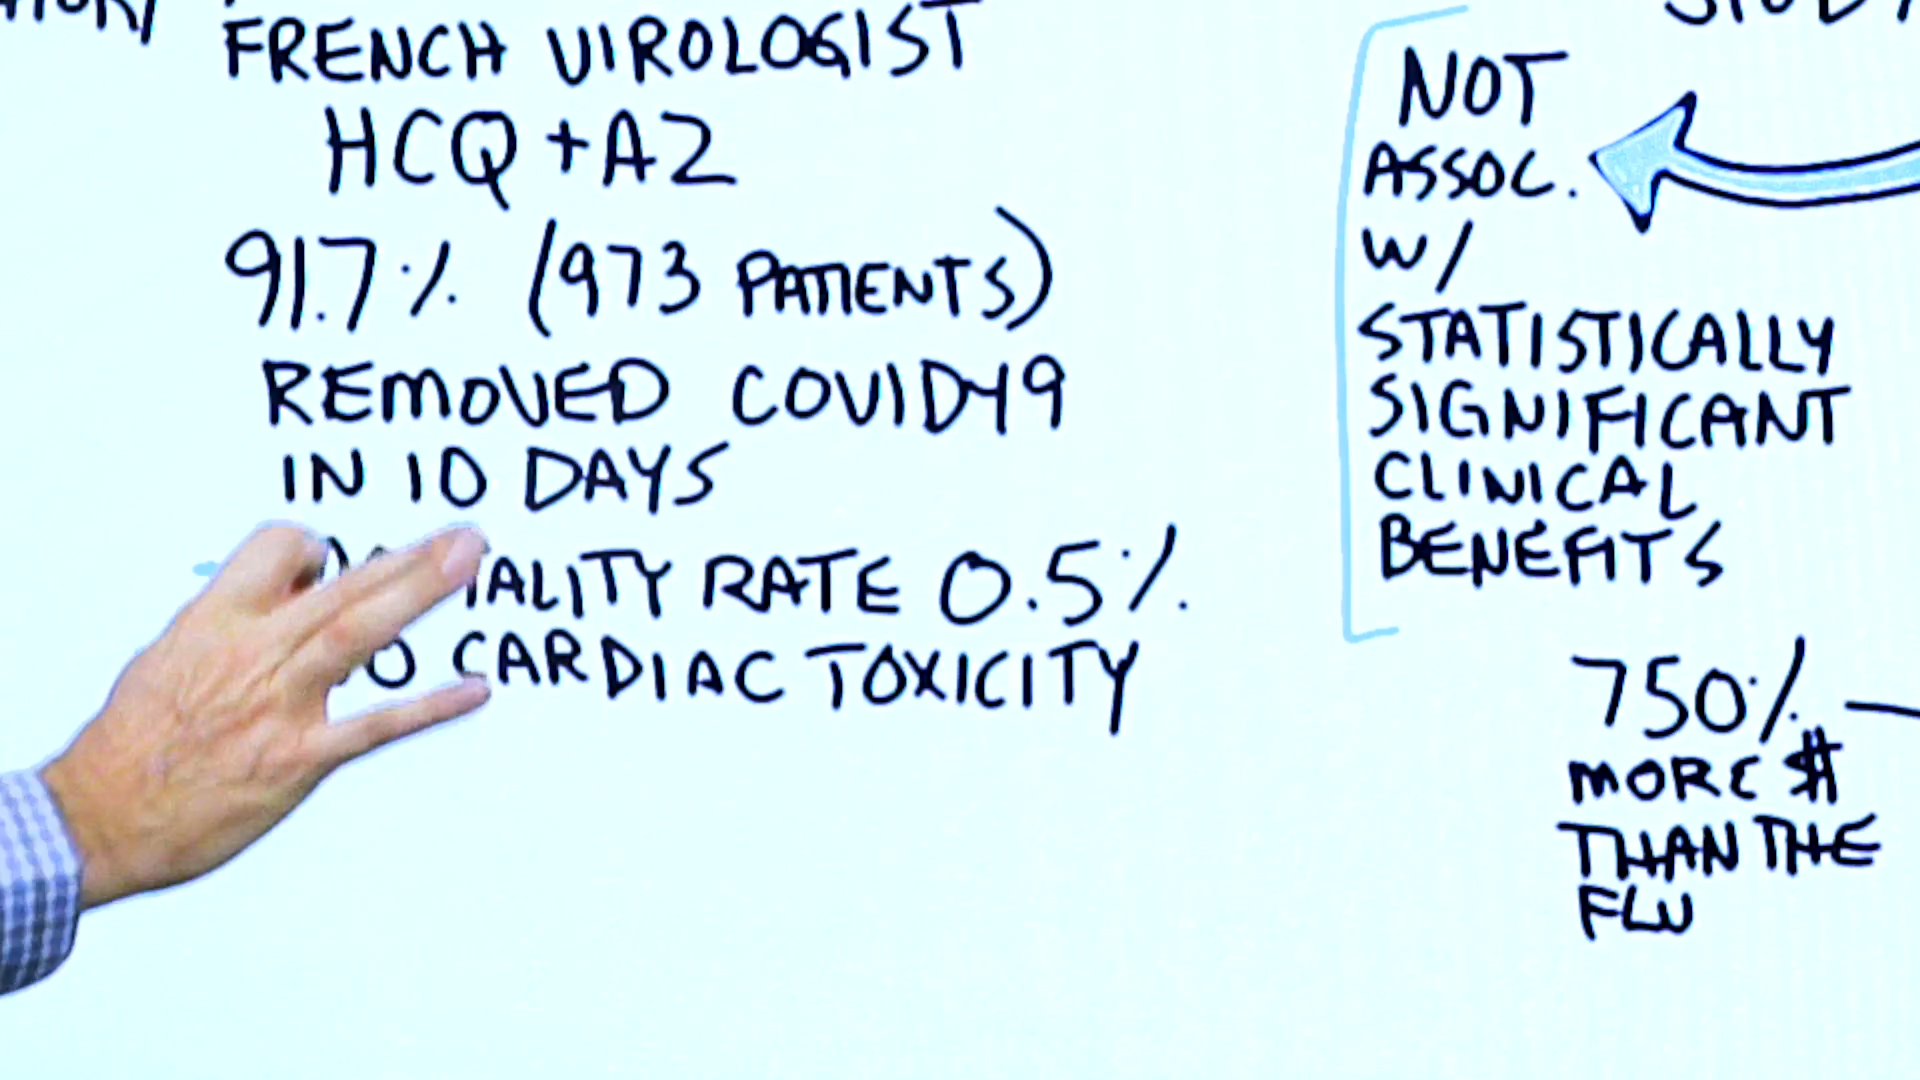 FRENCH VIROLOGIST
HCQ + AZ
91.7% (973 PATIENTS)
REMOVED COVID19
IN 10 DAYS
RATE 0.5%
CARDIAC TOXICITY
NOT
ASSOC.
W/
STATISTICALLY
SIGNIFICANT
CLINICAL
BENEFITS
750%
MORE $
THAN THE
FLU